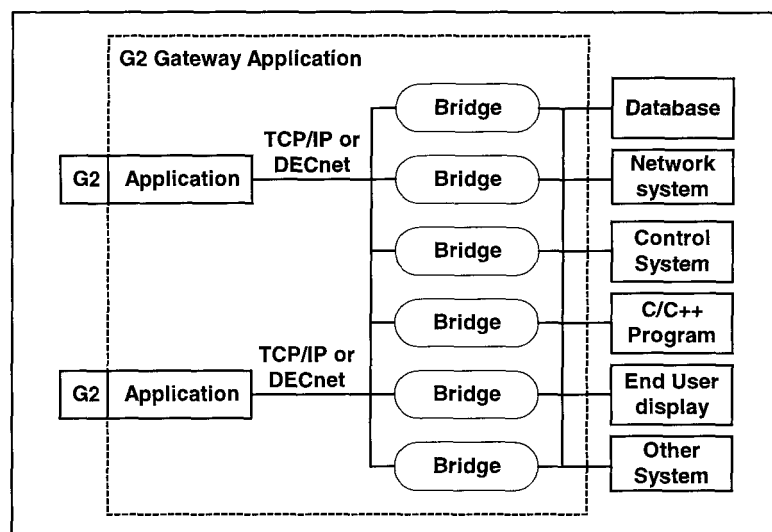 G2 Gateway Application
Bridge
Database
TCP/IP or
DECnet
G2
Application
Bridge
Network
system
Bridge
Control
System
Bridge
C/C++
Program
TCP/IP or
DECnet
G2
Application
Bridge
End User
display
Bridge
Other
System